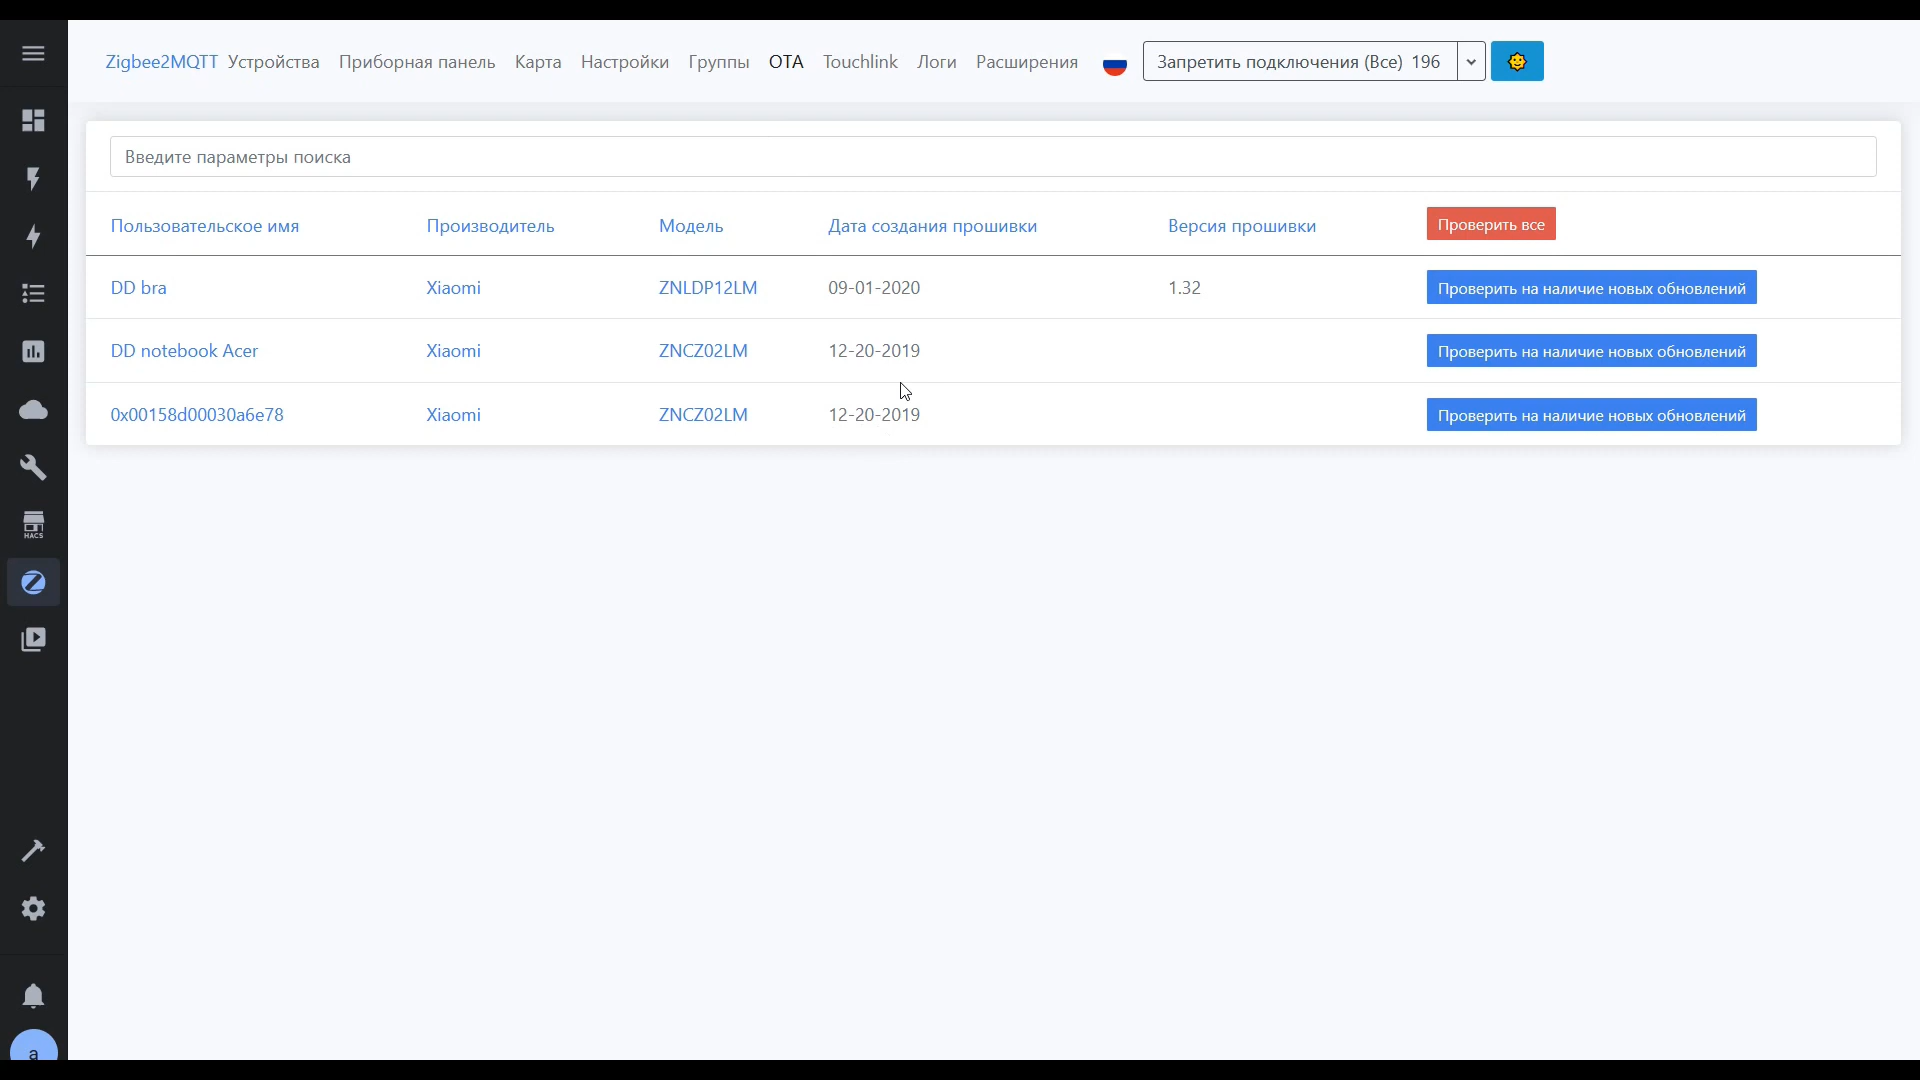 Zigbee2MQTT Устройства Приборная панель Карта Настройки Группы OTA Touchlink Логи Расширения Запретить подключения (Все) 196
Введите параметры поиска
Пользовательское имя Производитель Модель Дата создания прошивки Версия прошивки Проверить все
DD bra Xiaomi ZNLDP12LM 09-01-2020 1.32 Проверить на наличие новых обновлений
DD notebook Acer Xiaomi ZNCZ02LM 12-20-2019 Проверить на наличие новых обновлений
0x00158d00030a6e78 Xiaomi ZNCZ02LM 12-20-2019 Проверить на наличие новых обновлений
HACS
a